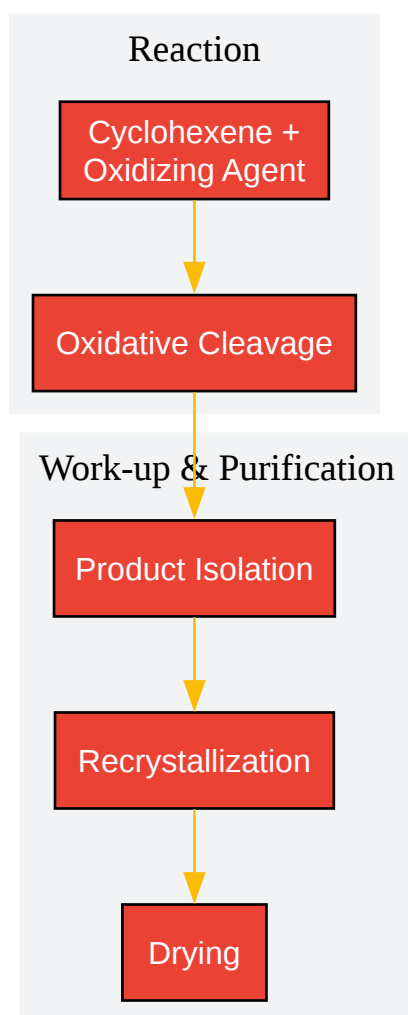 Reaction
Cyclohexene +
Oxidizing Agent
Oxidative Cleavage
Work-up & Purification
Product Isolation
Recrystallization
Drying